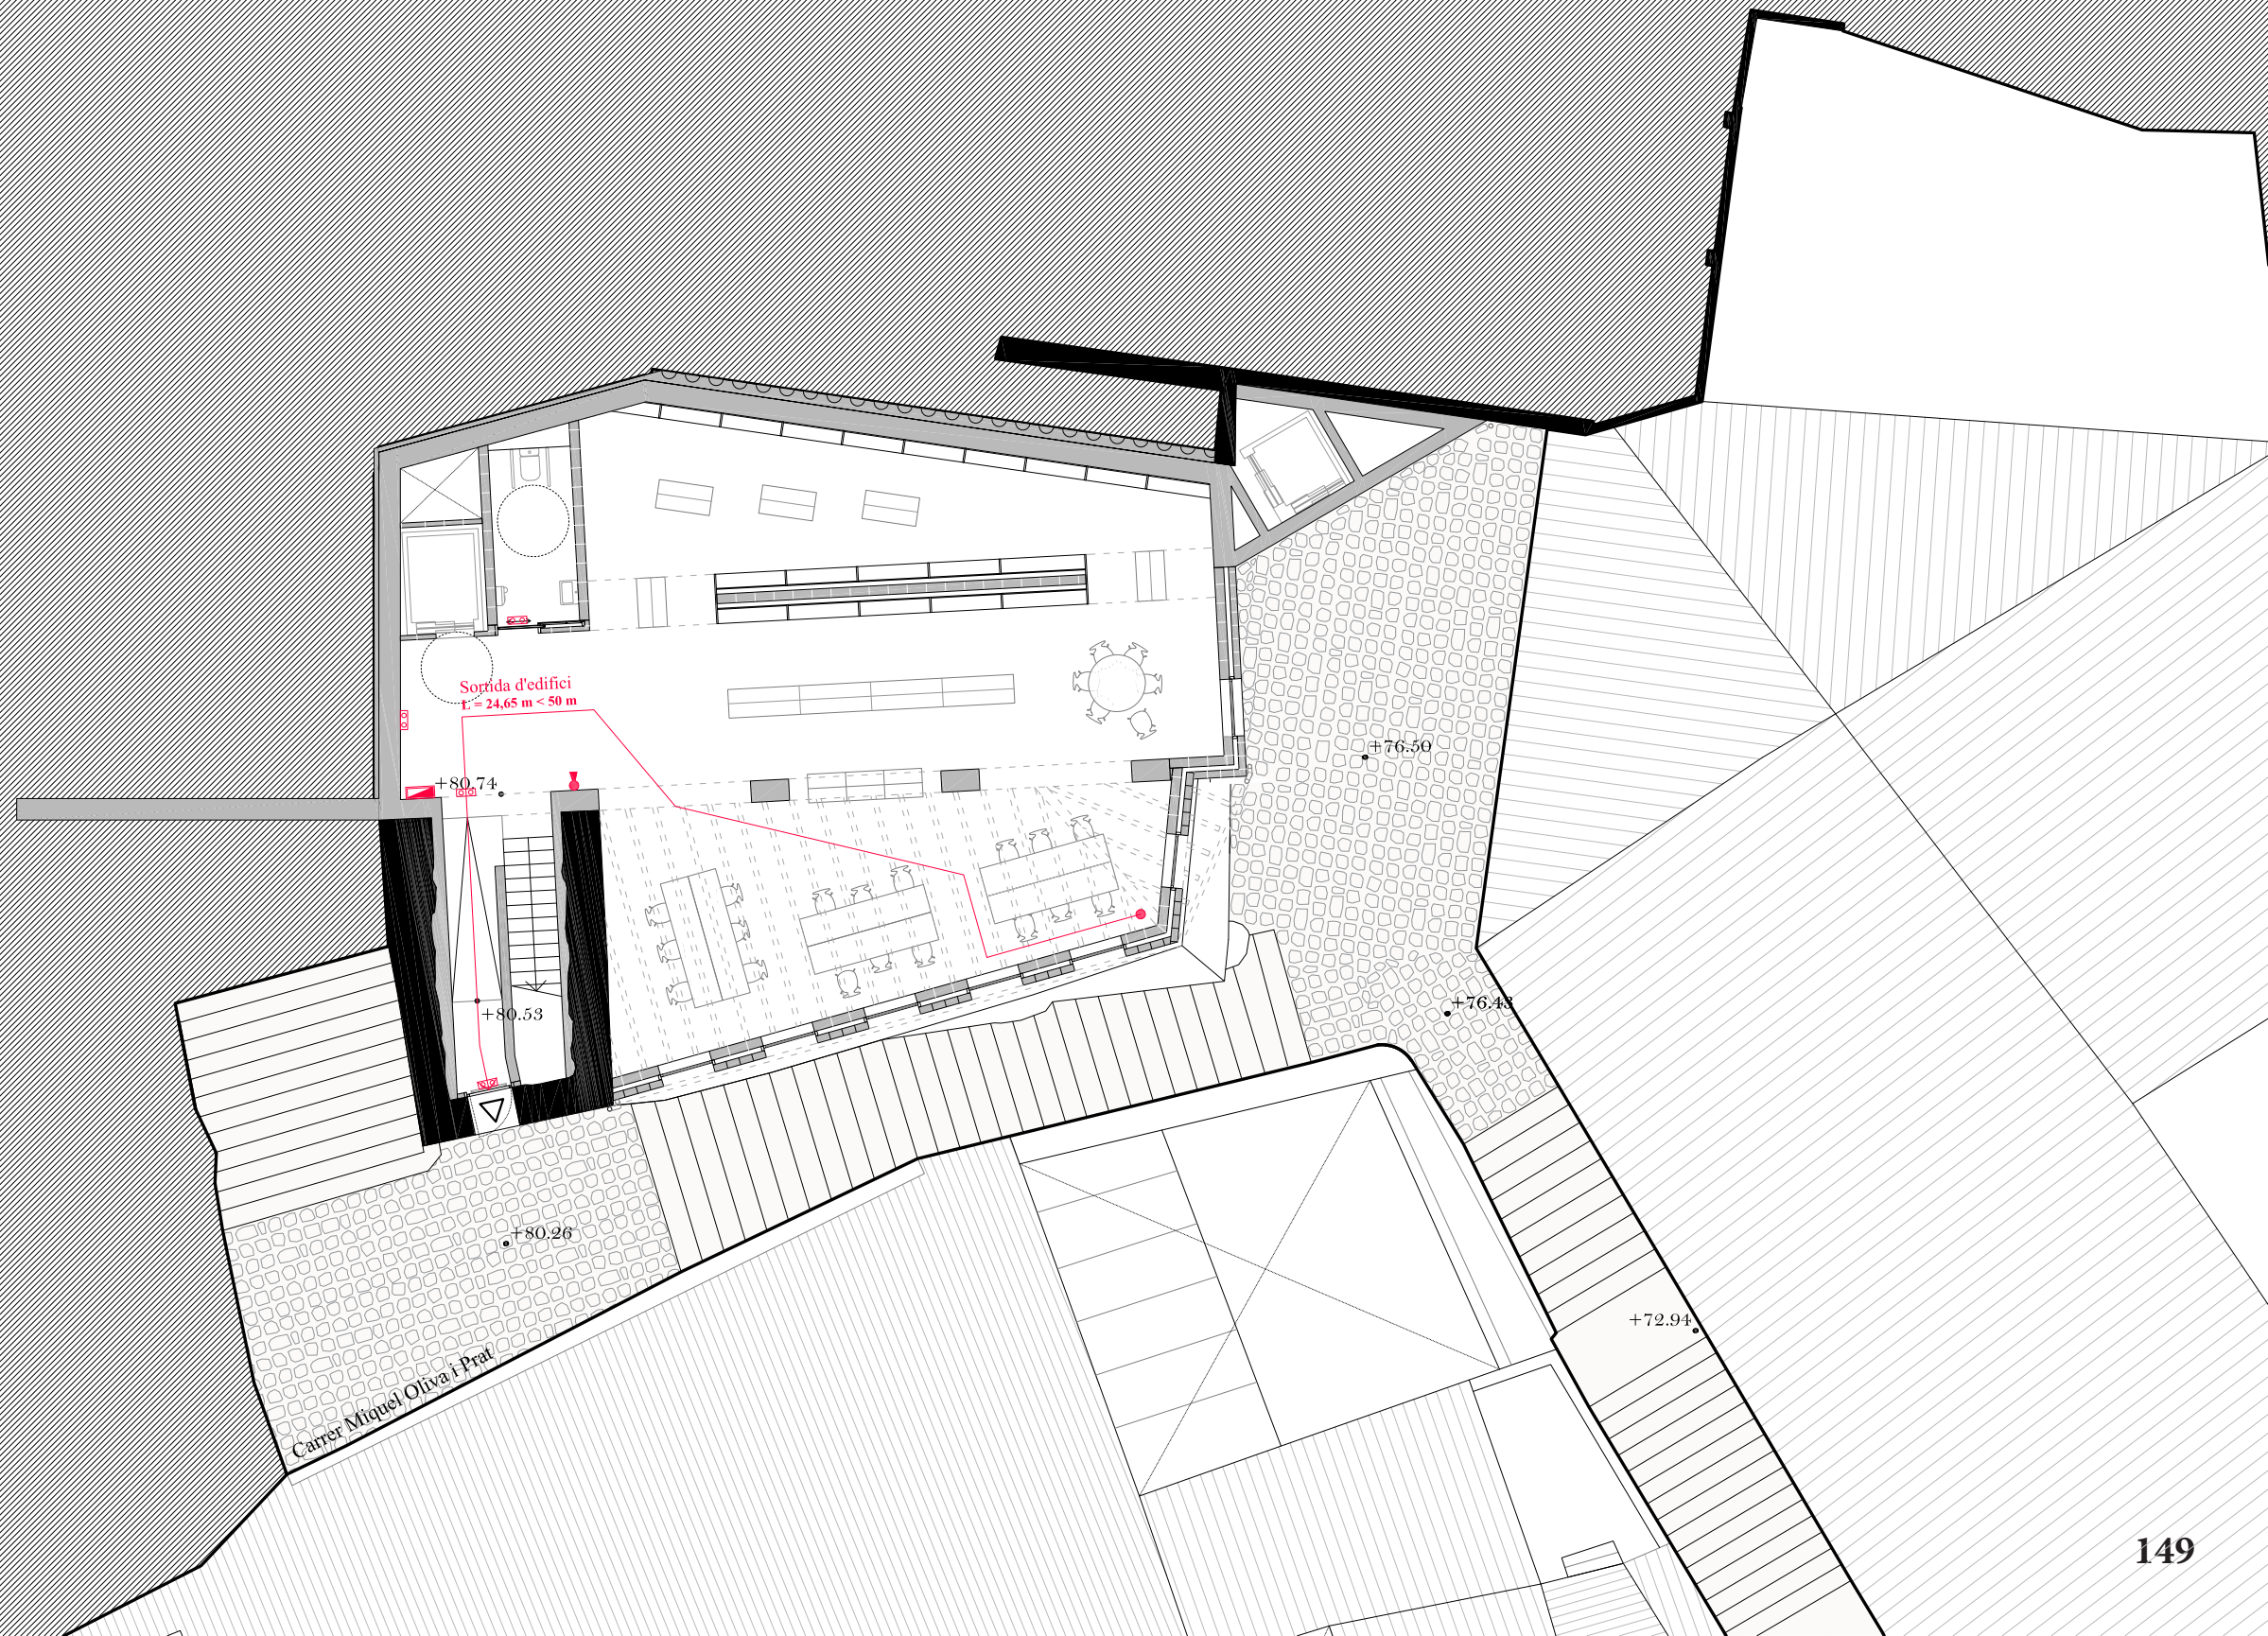 Sortida d'edifici
L = 24,65 m < 50 m
+76.50
+80.74
+76.43
+80.53
+80.26
+72.94
Carrer Miquel Oliva i Prat
149